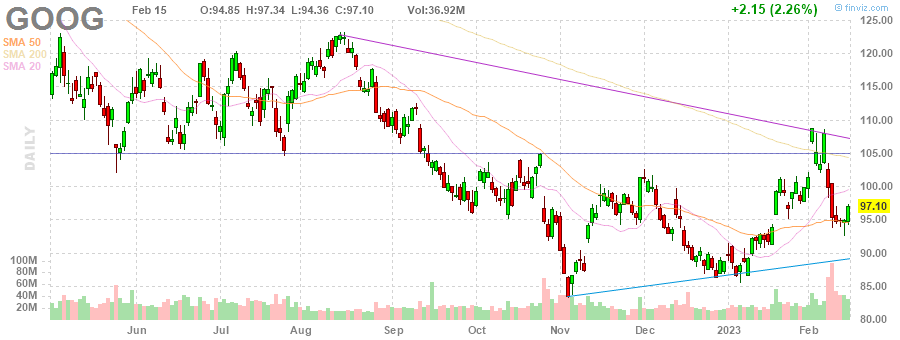 GOOG
Feb 15 O:94.85 H:97.34 L:94.36 C:97.10 Vol:36.92M +2.15 (2.26%) © finviz.com
SMA 50
SMA 200
SMA 20
DAILY
125.00
120.00
115.00
110.00
105.00
100.00
97.10
95.00
90.00
85.00
80.00
100M
80M
60M
40M
20M
Jun Jul Aug Sep Oct Nov Dec 2023 Feb